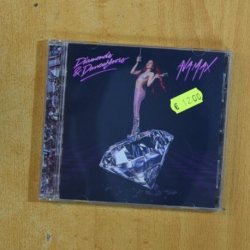 Diamonds
& Dancefloors
AVA MAX
€ 12.00